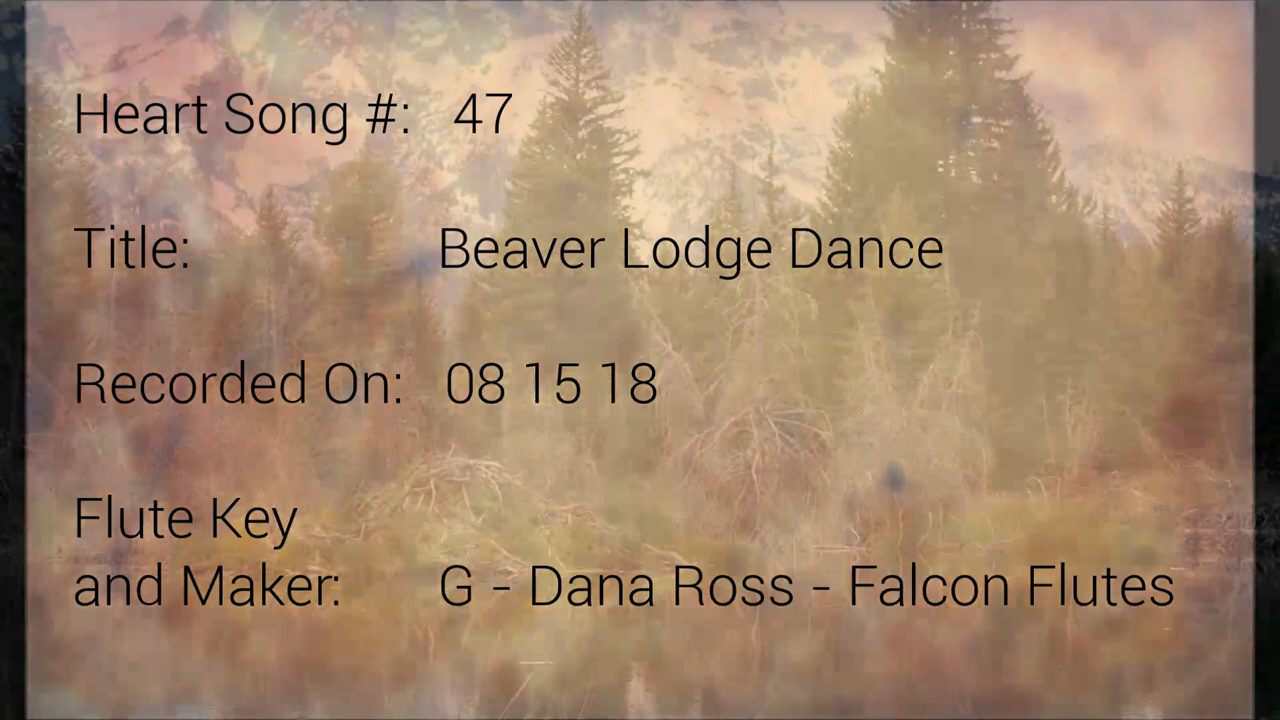 Heart Song #: 47
Title: Beaver Lodge Dance
Recorded On: 08 15 18
Flute Key
and Maker: G - Dana Ross - Falcon Flutes